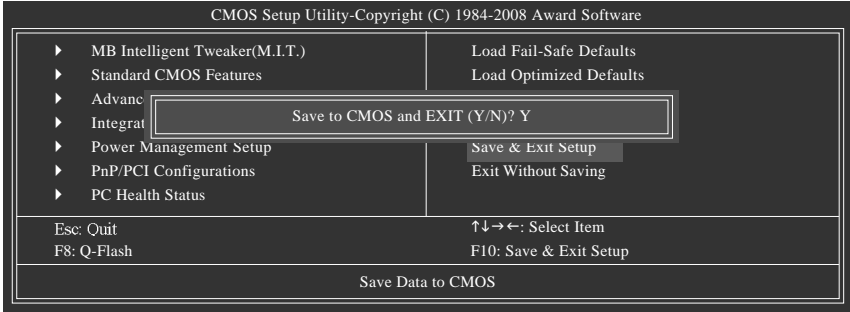 CMOS Setup Utility-Copyright (C) 1984-2008 Award Software
MB Intelligent Tweaker(M.I.T.)
Standard CMOS Features
Integrat
Power Management Setup
PnP/PCI Configurations
PC Health Status
Load Fail-Safe Defaults
Load Optimized Defaults
Save & Exit Setup
Exit Without Saving
Save to CMOS and EXIT (Y/N)? Y
Esc: Quit
F8: Q-Flash
↑↓→←: Select Item
F10: Save & Exit Setup
Save Data to CMOS